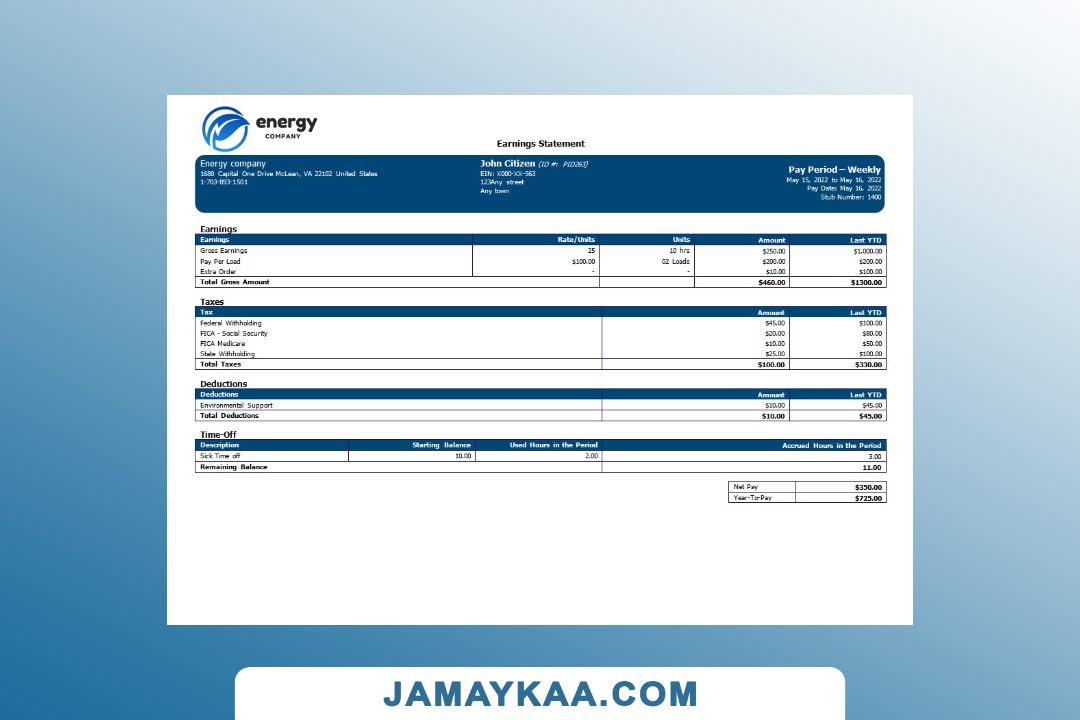 energy
COMPANY
Earnings Statement
Energy company
1680 Capital One Drive McLean, VA 22102 United States
1-703-893-1501
John Citizen (ID #: PID263)
EIN: X000-XX-563
123Any street
Any town
Pay Period – Weekly
May 15, 2022 to May 16, 2022
Pay Date: May 16, 2022
Stub Number: 1400
Earnings
Earnings Rate/Units Units Amount Last YTD
Gross Earnings 25 10 hrs $250.00 $1,000.00
Pay Per Load $100.00 02 Loads $200.00 $200.00
Extra Order - - $10.00 $100.00
Total Gross Amount $460.00 $1300.00
Taxes
Tax Amount Last YTD
Federal Withholding $45.00 $100.00
FICA - Social Security $20.00 $80.00
FICA Medicare $10.00 $50.00
State Withholding $25.00 $100.00
Total Taxes $100.00 $330.00
Deductions
Deductions Amount Last YTD
Environmental Support $10.00 $45.00
Total Deductions $10.00 $45.00
Time-Off
Description Starting Balance Used Hours in the Period Accrued Hours in the Period
Sick Time off 10.00 2.00 3.00
Remaining Balance 11.00
Net Pay $350.00
Year-To-Pay $725.00
JAMAYKAA.COM